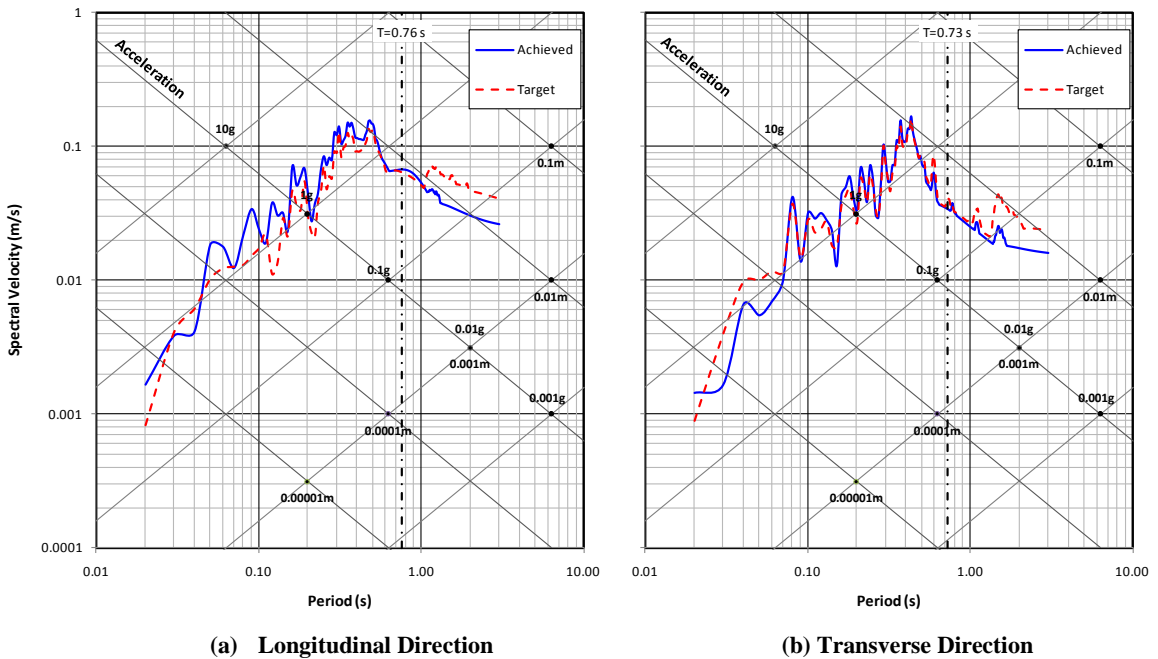 1
0.1
0.01
0.001
0.0001
Spectral Velocity (m/s)
T=0.76 s
Achieved
Target
Acceleration
10g
1g
0.1g
0.01g
0.001g
0.1m
0.01m
0.001m
0.0001m
0.00001m
0.01
0.10
1.00
10.00
Period (s)
(a) Longitudinal Direction
T=0.73 s
Achieved
Target
Acceleration
10g
1g
0.1g
0.01g
0.001g
0.1m
0.01m
0.001m
0.0001m
0.00001m
0.01
0.10
1.00
10.00
Period (s)
(b) Transverse Direction